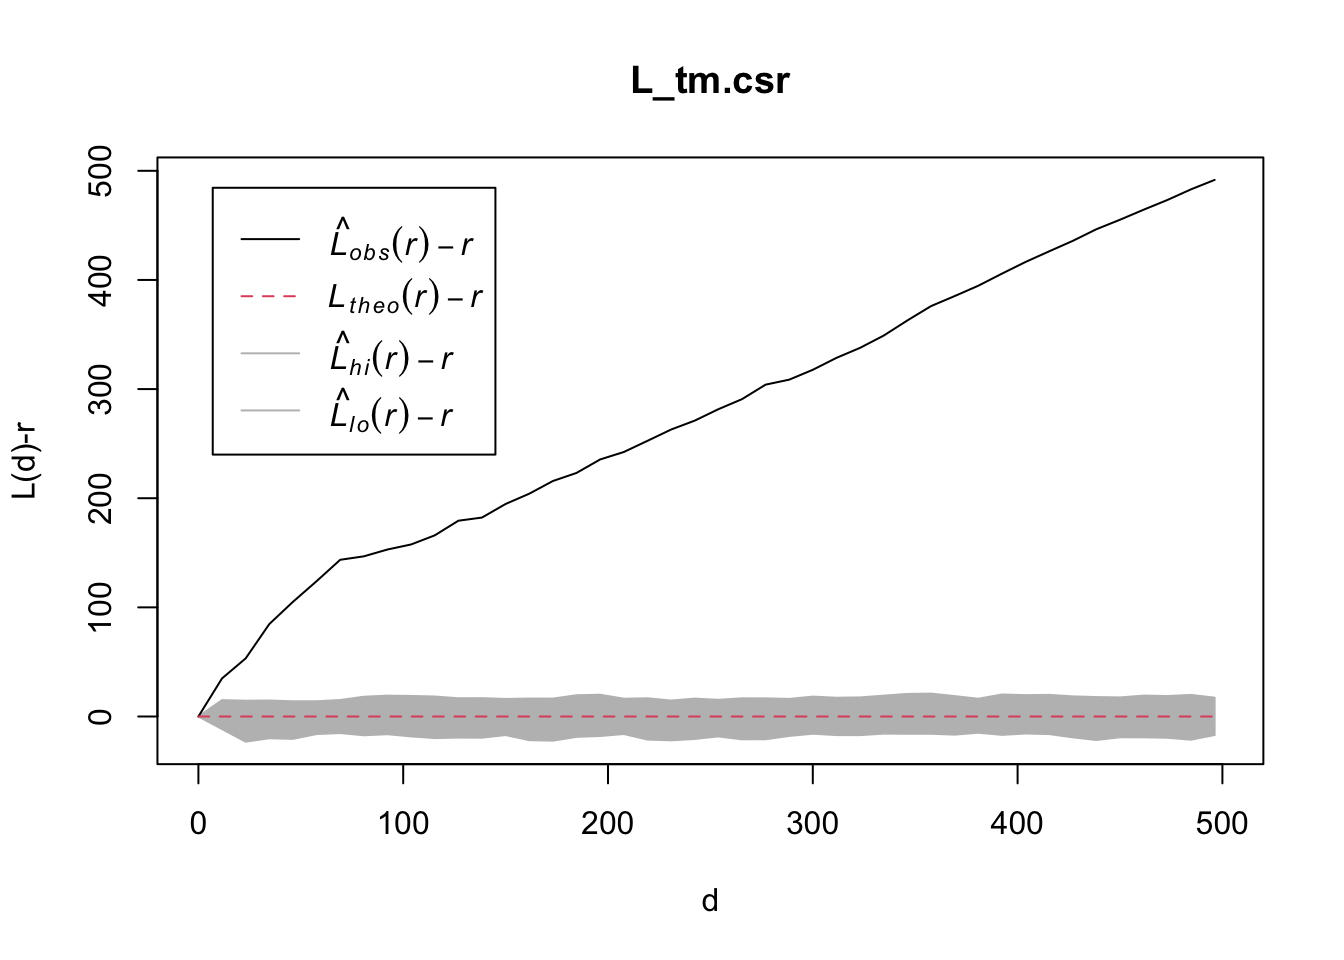 L_tm.csr
L(d)-r
500
400
300
200
100
0
L̂obs(r) − r
Ltheo(r) − r
L̂hi(r) − r
L̂lo(r) − r
0 100 200 300 400 500
d